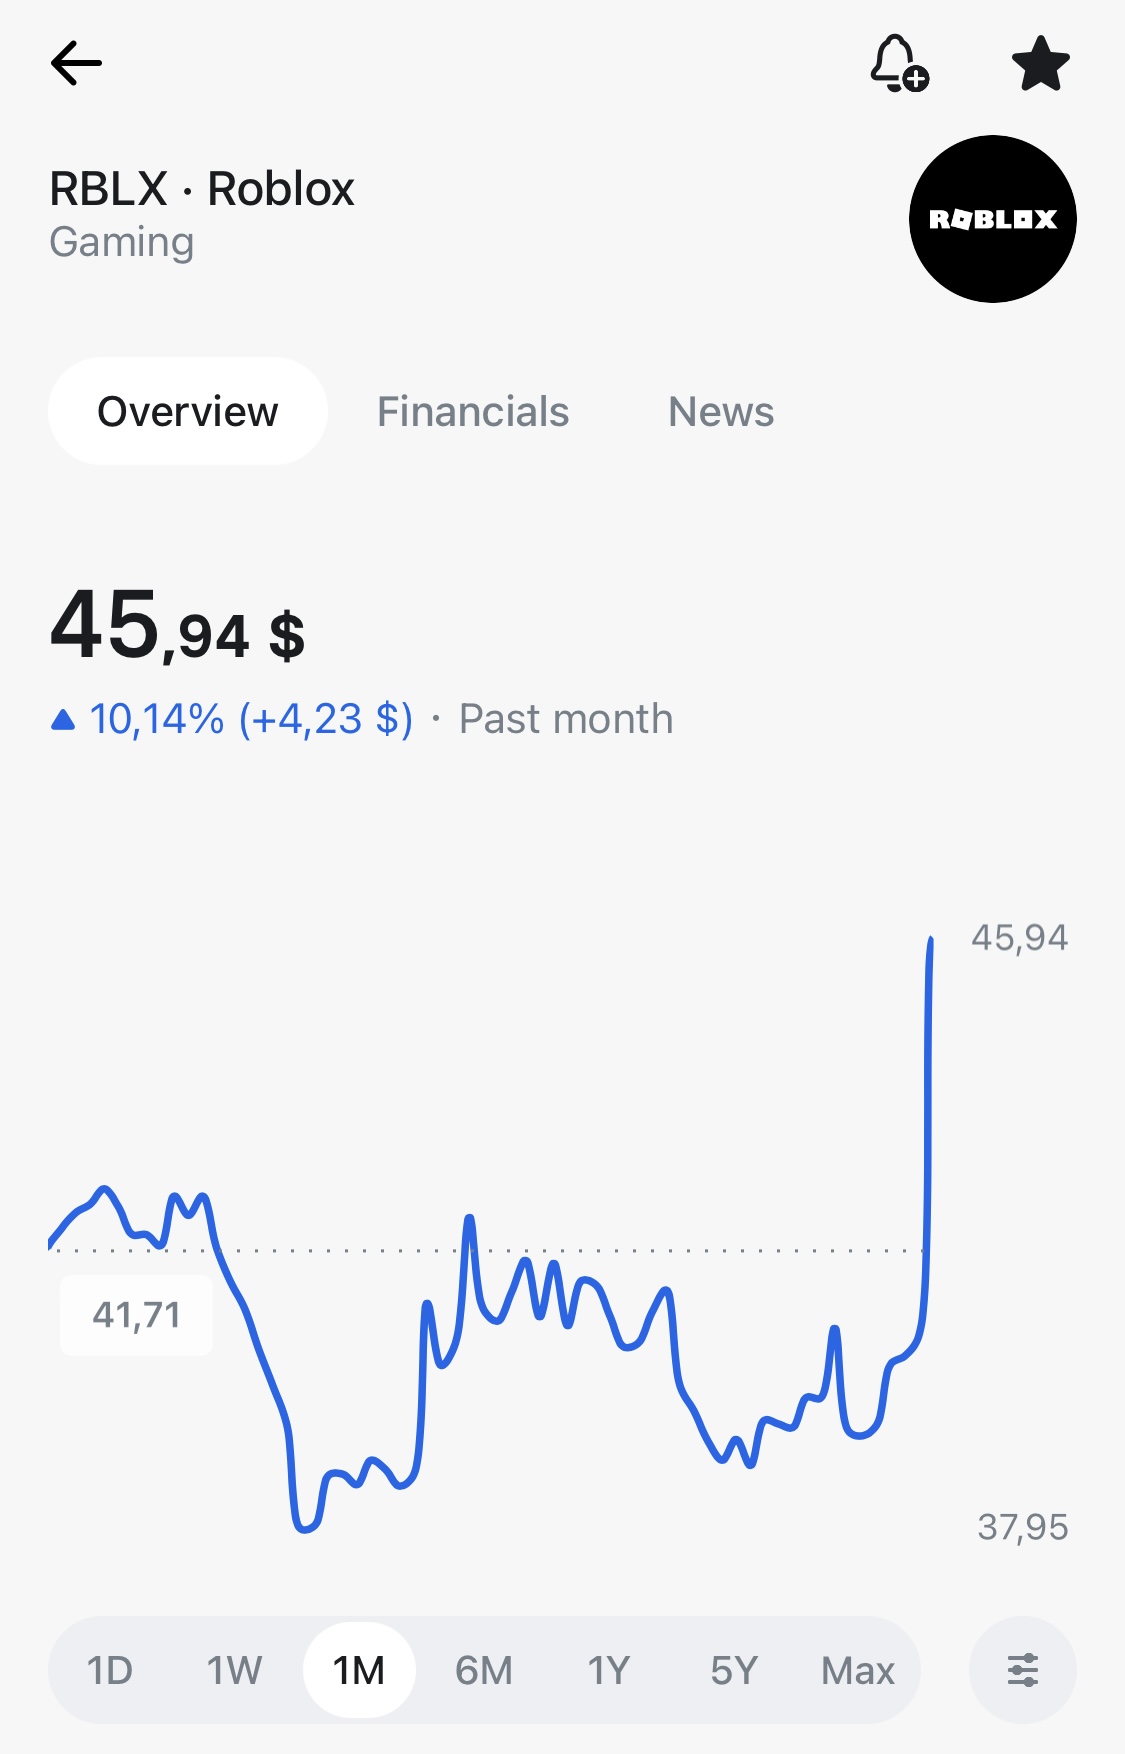 RBLX · Roblox
Gaming
ROBLOX
Overview Financials News
45,94 $
▲ 10,14% (+4,23 $) · Past month
45,94
41,71
37,95
1D 1W 1M 6M 1Y 5Y Max